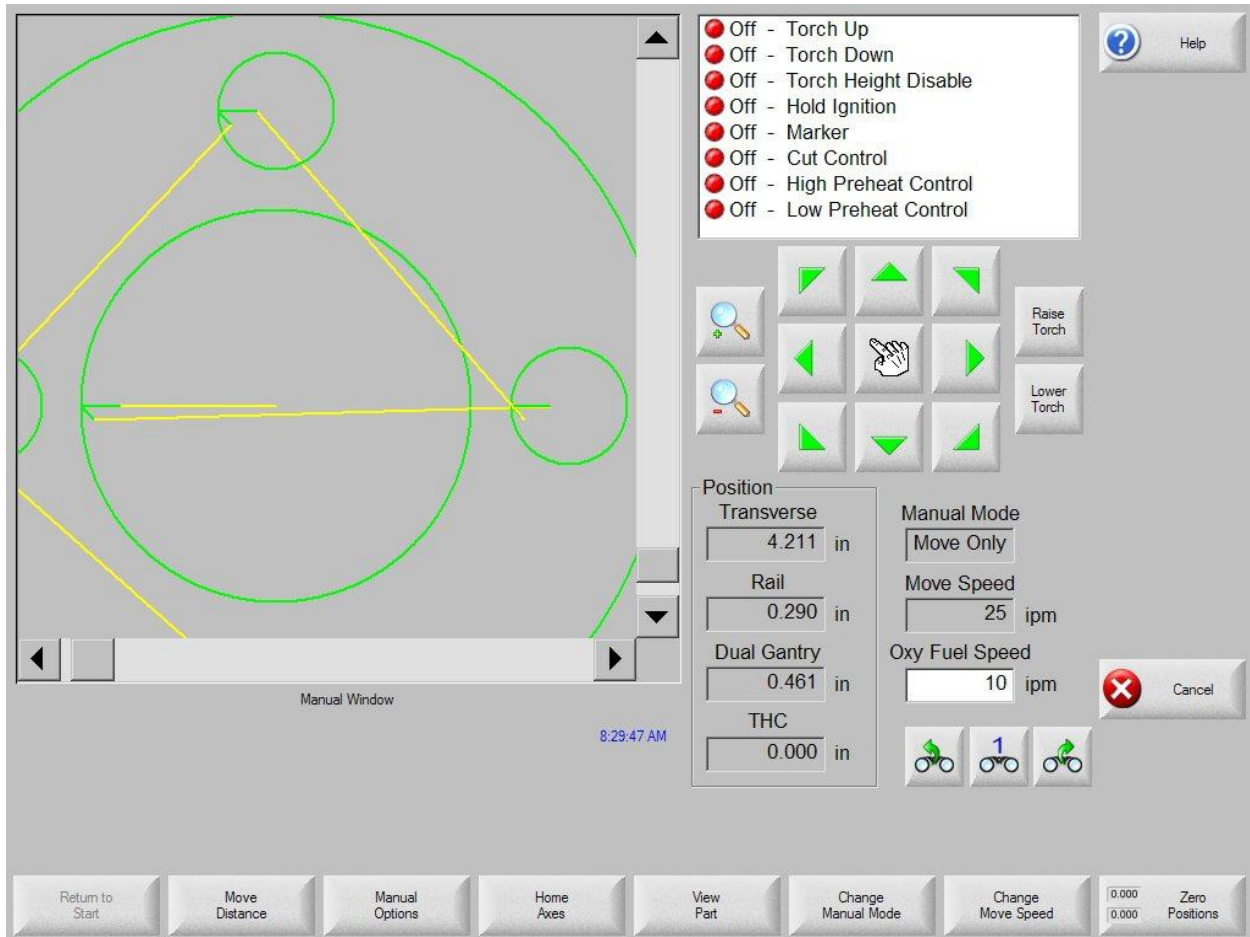 Off - Torch Up
Off - Torch Down
Off - Torch Height Disable
Off - Hold Ignition
Off - Marker
Off - Cut Control
Off - High Preheat Control
Off - Low Preheat Control
Help
Raise
Torch
Lower
Torch
Position
Transverse
4.211 in
Rail
0.290 in
Dual Gantry
0.461 in
THC
0.000 in
Manual Mode
Move Only
Move Speed
25 ipm
Oxy Fuel Speed
10 ipm
1
Cancel
Manual Window
8:29:47 AM
Return to
Start
Move
Distance
Manual
Options
Home
Axes
View
Part
Change
Manual Mode
Change
Move Speed
0.000
0.000
Zero
Positions